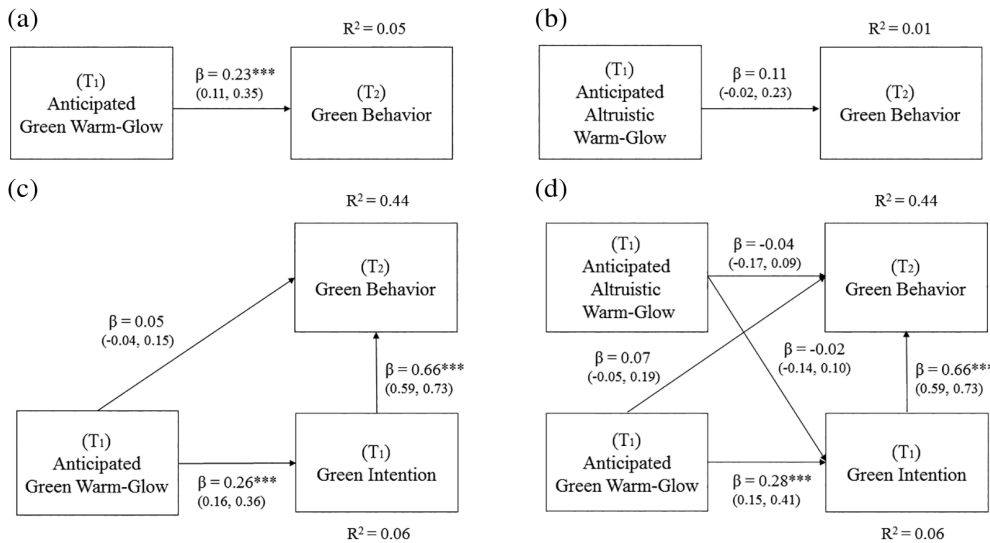 (a)
R² = 0.05
(T₁)
Anticipated
Green Warm-Glow
β = 0.23***
(0.11, 0.35)
(T₂)
Green Behavior
(b)
R² = 0.01
(T₁)
Anticipated
Altruistic
Warm-Glow
β = 0.11
(-0.02, 0.23)
(T₂)
Green Behavior
(c)
R² = 0.44
(T₂)
Green Behavior
β = 0.05
(-0.04, 0.15)
β = 0.66***
(0.59, 0.73)
(T₁)
Anticipated
Green Warm-Glow
β = 0.26***
(0.16, 0.36)
(T₁)
Green Intention
R² = 0.06
(d)
R² = 0.44
(T₁)
Anticipated
Altruistic
Warm-Glow
β = -0.04
(-0.17, 0.09)
(T₂)
Green Behavior
β = 0.07
(-0.05, 0.19)
β = -0.02
(-0.14, 0.10)
β = 0.66***
(0.59, 0.73)
(T₁)
Anticipated
Green Warm-Glow
β = 0.28***
(0.15, 0.41)
(T₁)
Green Intention
R² = 0.06